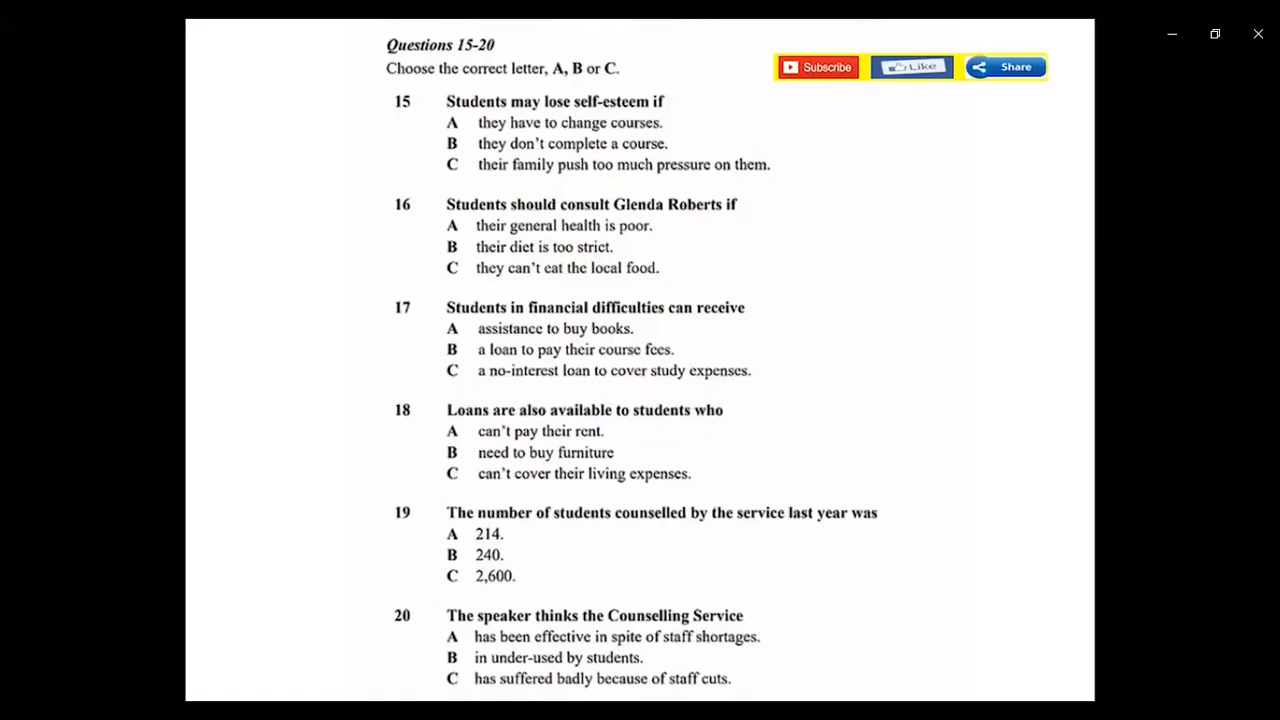 Questions 15-20
Choose the correct letter, A, B or C.
Subscribe
Like
Share
15 Students may lose self-esteem if
A they have to change courses.
B they don't complete a course.
C their family push too much pressure on them.
16 Students should consult Glenda Roberts if
A their general health is poor.
B their diet is too strict.
C they can't eat the local food.
17 Students in financial difficulties can receive
A assistance to buy books.
B a loan to pay their course fees.
C a no-interest loan to cover study expenses.
18 Loans are also available to students who
A can't pay their rent.
B need to buy furniture
C can't cover their living expenses.
19 The number of students counselled by the service last year was
A 214.
B 240.
C 2,600.
20 The speaker thinks the Counselling Service
A has been effective in spite of staff shortages.
B in under-used by students.
C has suffered badly because of staff cuts.